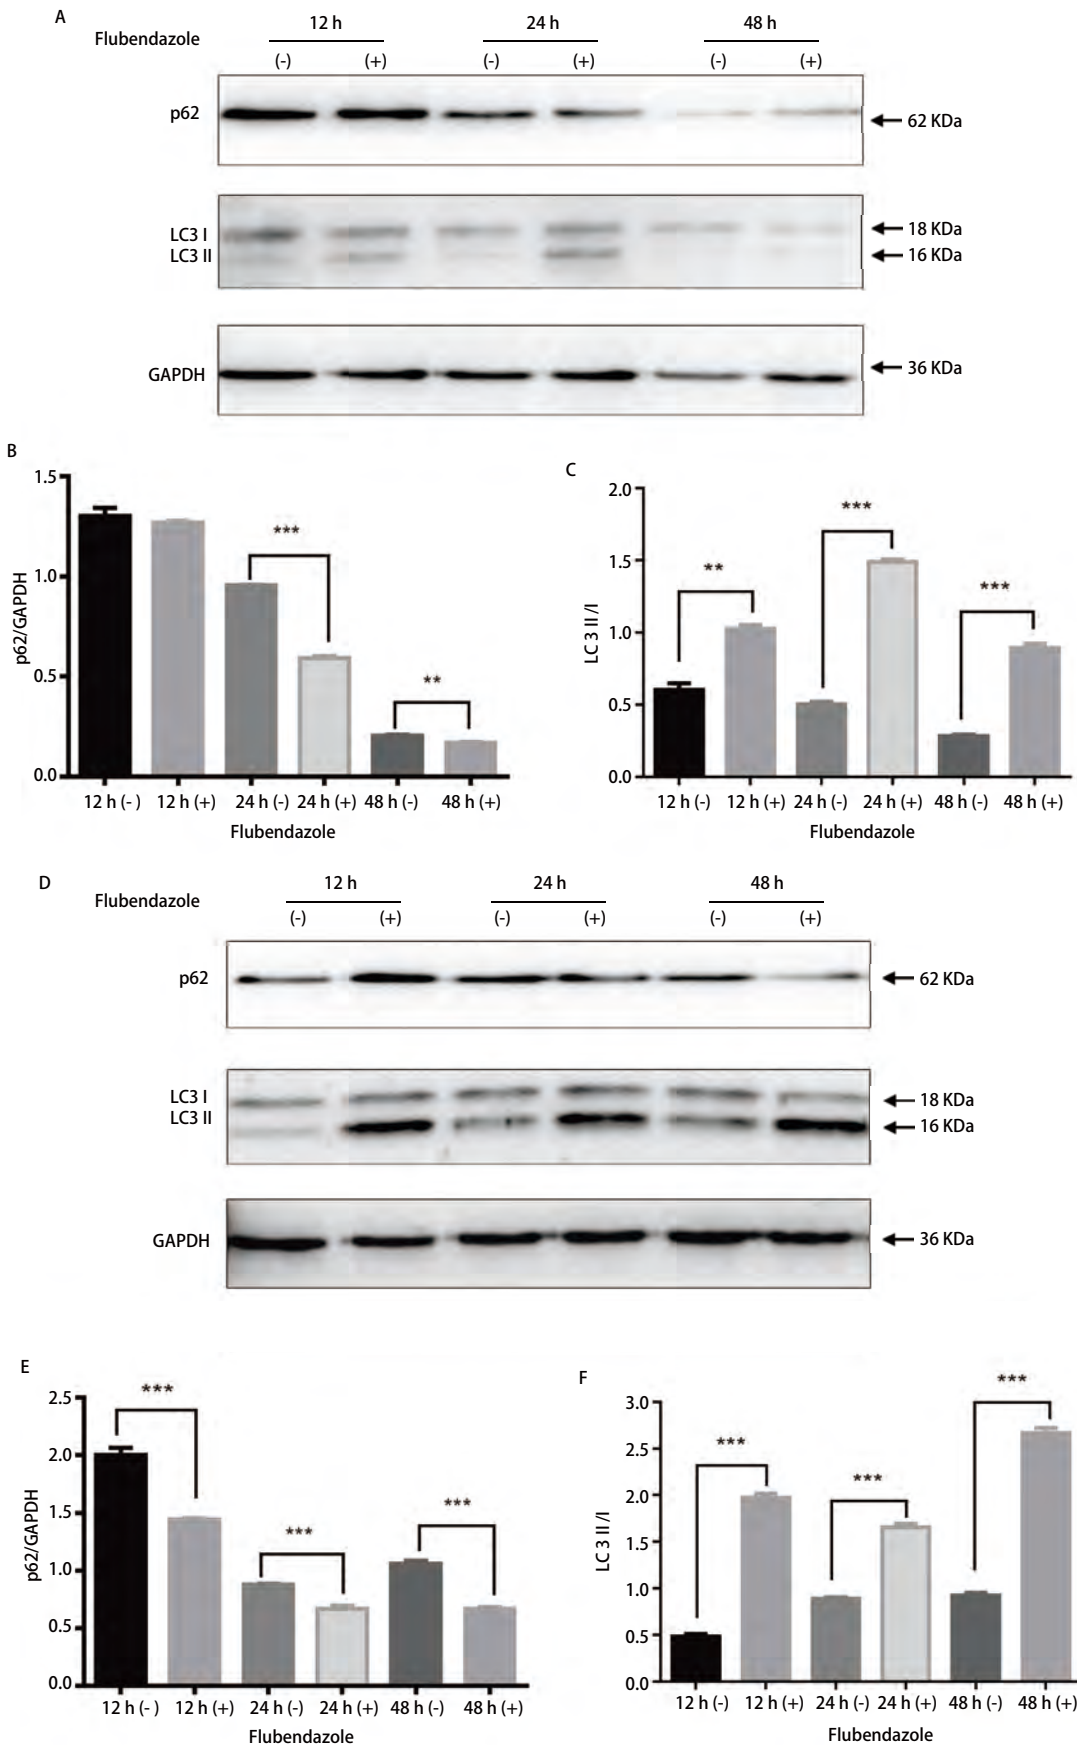 A
12 h 24 h 48 h
Flubendazole
(-) (+) (-) (+) (-) (+)
p62
62 KDa
LC3 I
18 KDa
LC3 II
16 KDa
GAPDH
36 KDa
B
p62/GAPDH
1.5
1.0
0.5
0.0
***
**
12 h (-) 12 h (+) 24 h (-) 24 h (+) 48 h (-) 48 h (+)
Flubendazole
C
LC 3 II /I
2.0
1.5
1.0
0.5
0.0
**
***
***
12 h (-) 12 h (+) 24 h (-) 24 h (+) 48 h (-) 48 h (+)
Flubendazole
D
12 h 24 h 48 h
Flubendazole
(-) (+) (-) (+) (-) (+)
p62
62 KDa
LC3 I
18 KDa
LC3 II
16 KDa
GAPDH
36 KDa
E
p62/GAPDH
2.5
2.0
1.5
1.0
0.5
0.0
***
***
***
12 h (-) 12 h (+) 24 h (-) 24 h (+) 48 h (-) 48 h (+)
Flubendazole
F
LC 3 II /I
3.0
2.5
2.0
1.5
1.0
0.5
0.0
***
***
***
12 h (-) 12 h (+) 24 h (-) 24 h (+) 48 h (-) 48 h (+)
Flubendazole